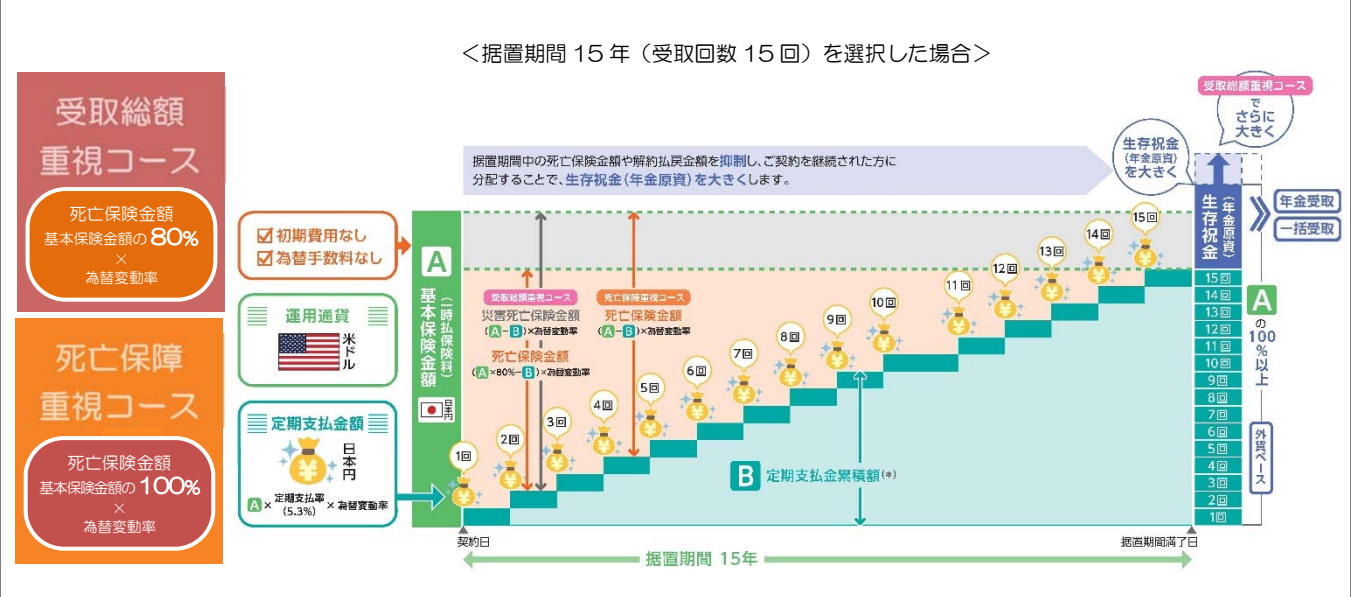 ＜据置期間15年（受取回数15回）を選択した場合＞
受取総額
重視コース
死亡保険金額
基本保険金額の80%
×
為替変動率
死亡保障
重視コース
死亡保険金額
基本保険金額の100%
×
為替変動率
初期費用なし
為替手数料なし
運用通貨
米ドル
定期支払金額
日本円
A×定期支払率(5.3%)×為替変動率
A
基本保険金額
（一時払保険料）
日本円
据置期間中の死亡保険金額や解約払戻金額を抑制し、ご契約を継続された方に
分配することで、生存祝金（年金原資）を大きくします。
受取総額重視コース
災害死亡保険金額
(A－B)×為替変動率
死亡保険金額
(A×80%－B)×為替変動率
死亡保障重視コース
死亡保険金額
(A－B)×為替変動率
1回
2回
3回
4回
5回
6回
7回
8回
9回
10回
11回
12回
13回
14回
15回
B 定期支払金累積額(＊)
契約日
据置期間満了日
据置期間 15年
受取総額重視コース
で
さらに
大きく
生存祝金
（年金原資）
を大きく
生存祝金
（年金原資）
15回
14回
13回
12回
11回
10回
9回
8回
7回
6回
5回
4回
3回
2回
1回
年金受取
一括受取
Aの100%以上
外貨ベース